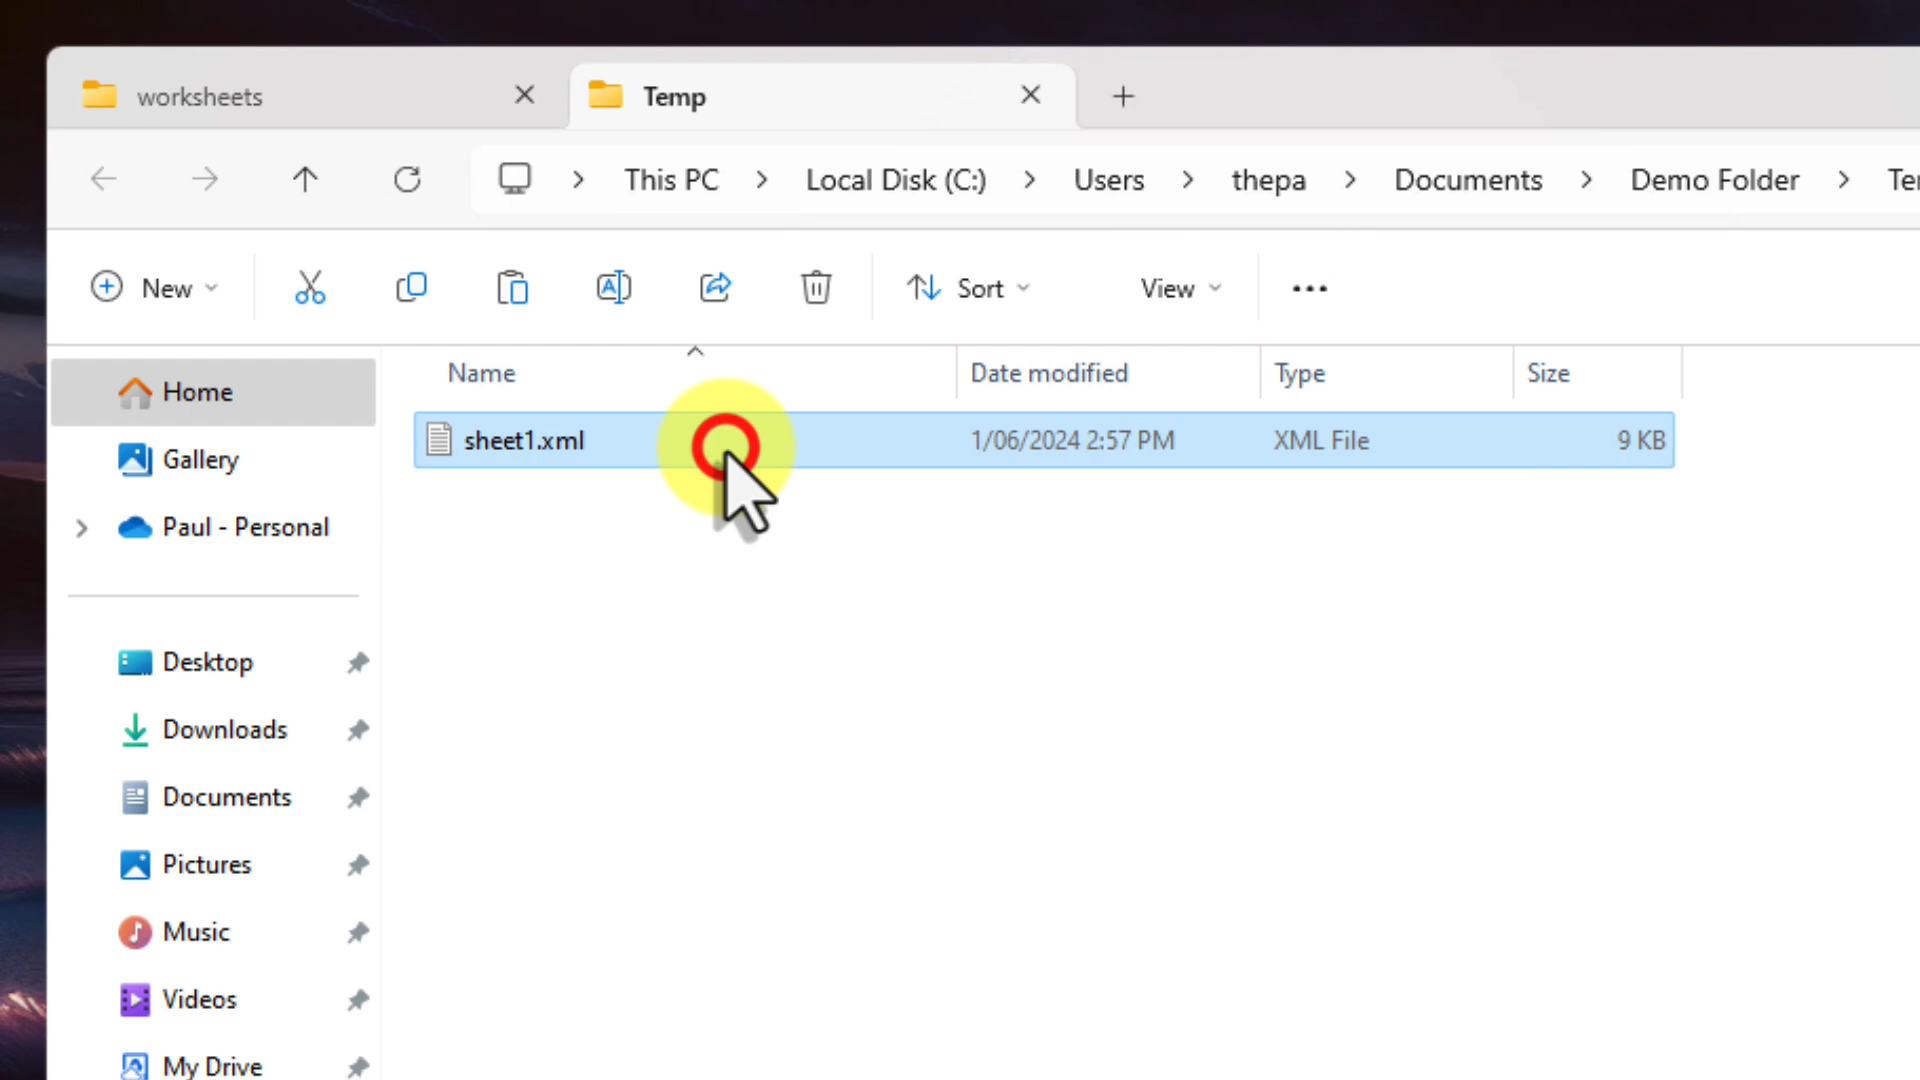 worksheets
Temp
This PC
Local Disk (C:)
Users
thepa
Documents
Demo Folder
New
Sort
View
Name
Date modified
Type
Size
sheet1.xml
1/06/2024 2:57 PM
XML File
9 KB
Home
Gallery
Paul - Personal
Desktop
Downloads
Documents
Pictures
Music
Videos
My Drive